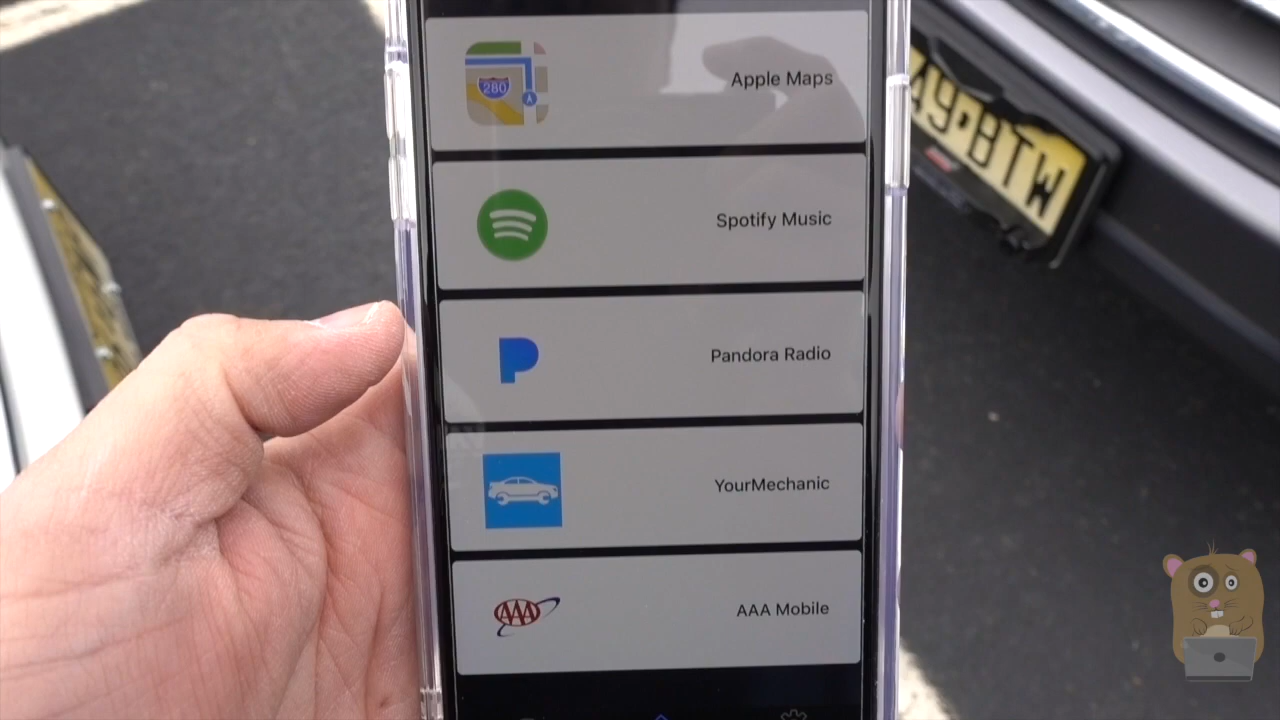 280
Apple Maps
49·BTW
Spotify Music
Pandora Radio
YourMechanic
AAA
AAA Mobile